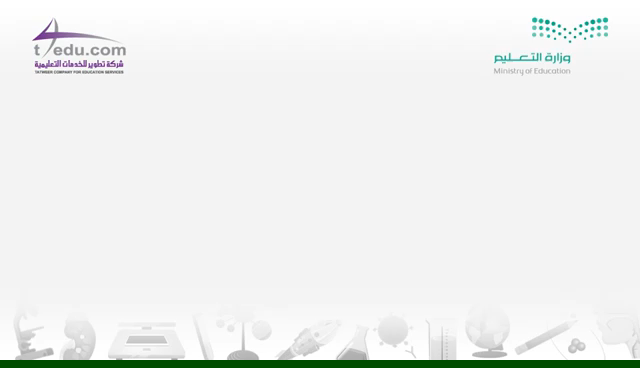 t4edu.com
شركة تطوير للخدمات التعليمية
TATWEER COMPANY FOR EDUCATION SERVICES
وزارة التعليم
Ministry of Education